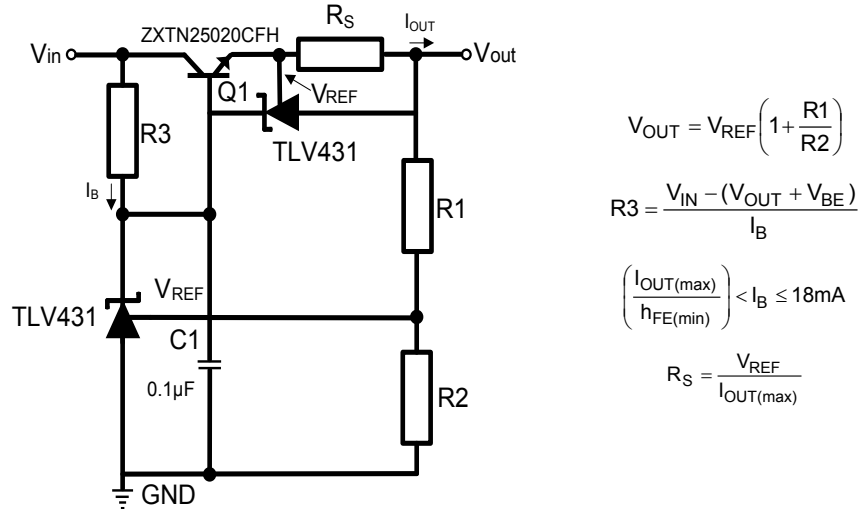 ZXTN25020CFH
RS
IOUT
Vin
Vout
Q1
VREF
R3
TLV431
IB
R1
VREF
TLV431
C1
0.1µF
R2
GND
VOUT = VREF(1 + R1/R2)
R3 = (VIN − (VOUT + VBE))/IB
(IOUT(max)/hFE(min)) < IB ≤ 18mA
RS = VREF/IOUT(max)